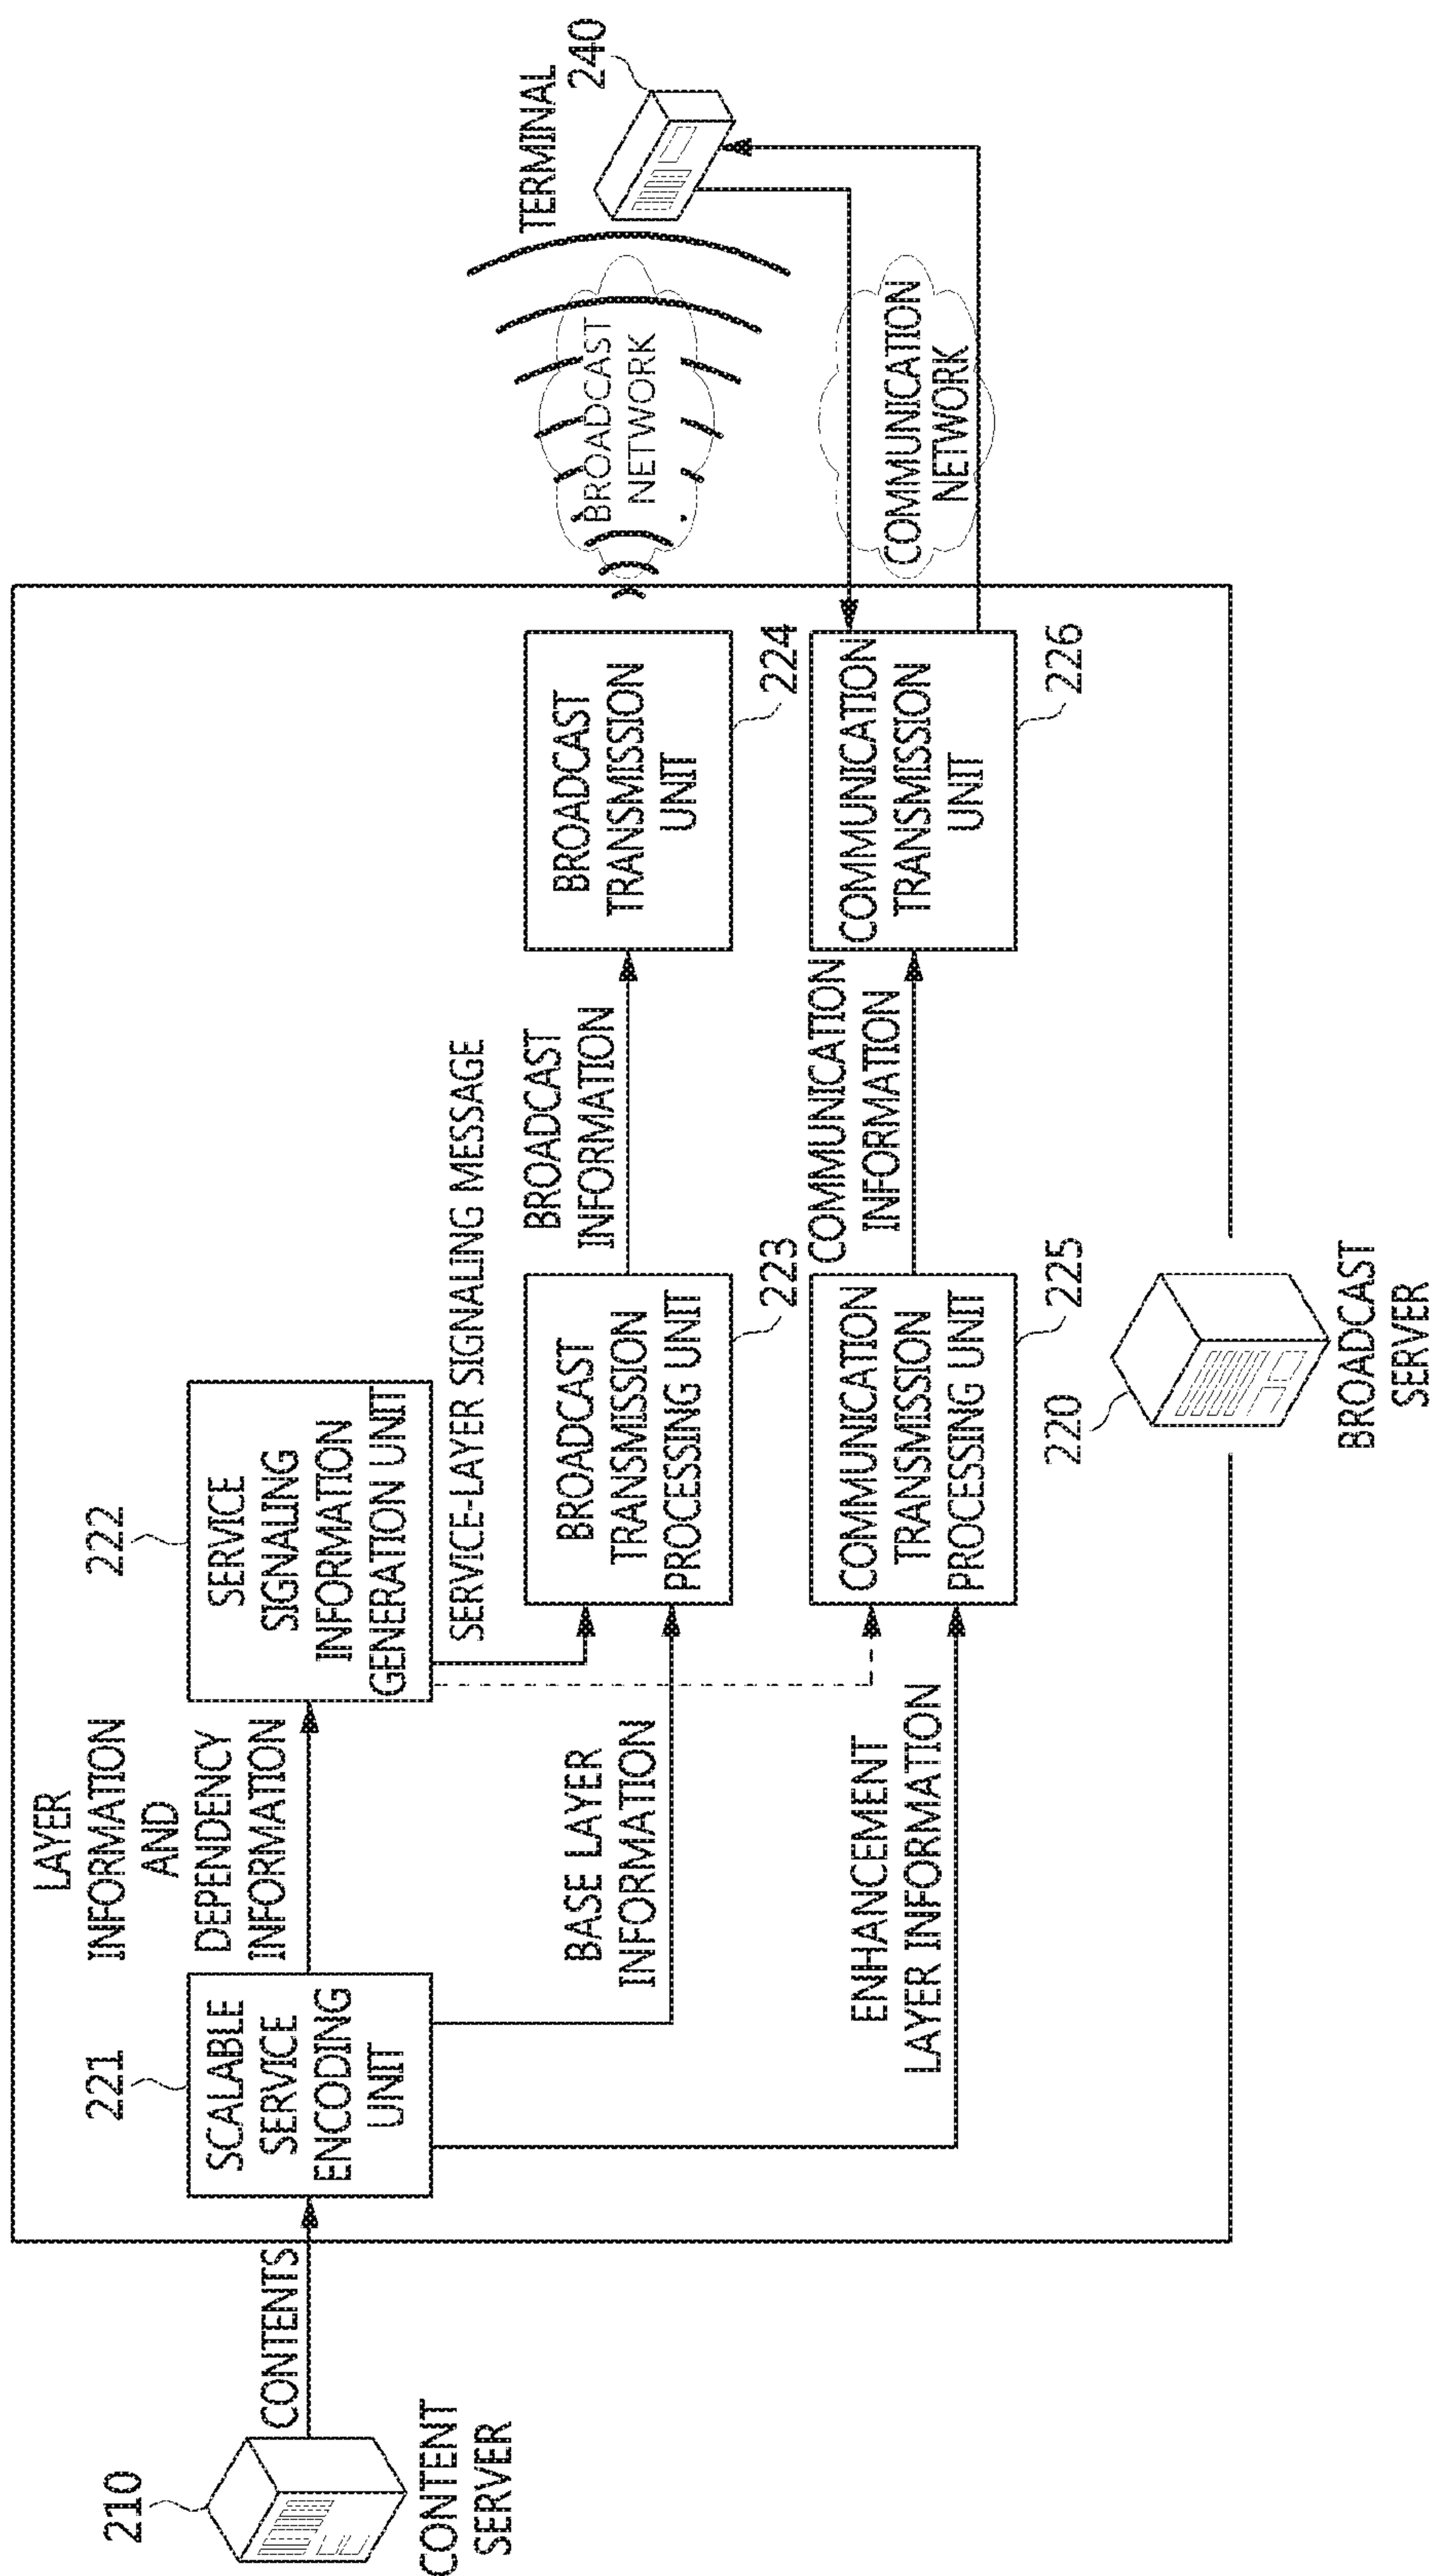 210
CONTENT
SERVER
CONTENTS
221
SCALABLE
SERVICE
ENCODING
UNIT
LAYER
INFORMATION
AND
DEPENDENCY
INFORMATION
222
SERVICE
SIGNALING
INFORMATION
GENERATION UNIT
SERVICE-LAYER SIGNALING MESSAGE
BASE LAYER
INFORMATION
BROADCAST
TRANSMISSION
PROCESSING UNIT
223
BROADCAST
INFORMATION
BROADCAST
TRANSMISSION
UNIT
224
BROADCAST
NETWORK
TERMINAL
240
ENHANCEMENT
LAYER INFORMATION
COMMUNICATION
TRANSMISSION
PROCESSING UNIT
225
COMMUNICATION
INFORMATION
COMMUNICATION
TRANSMISSION
UNIT
226
COMMUNICATION
NETWORK
220
BROADCAST
SERVER